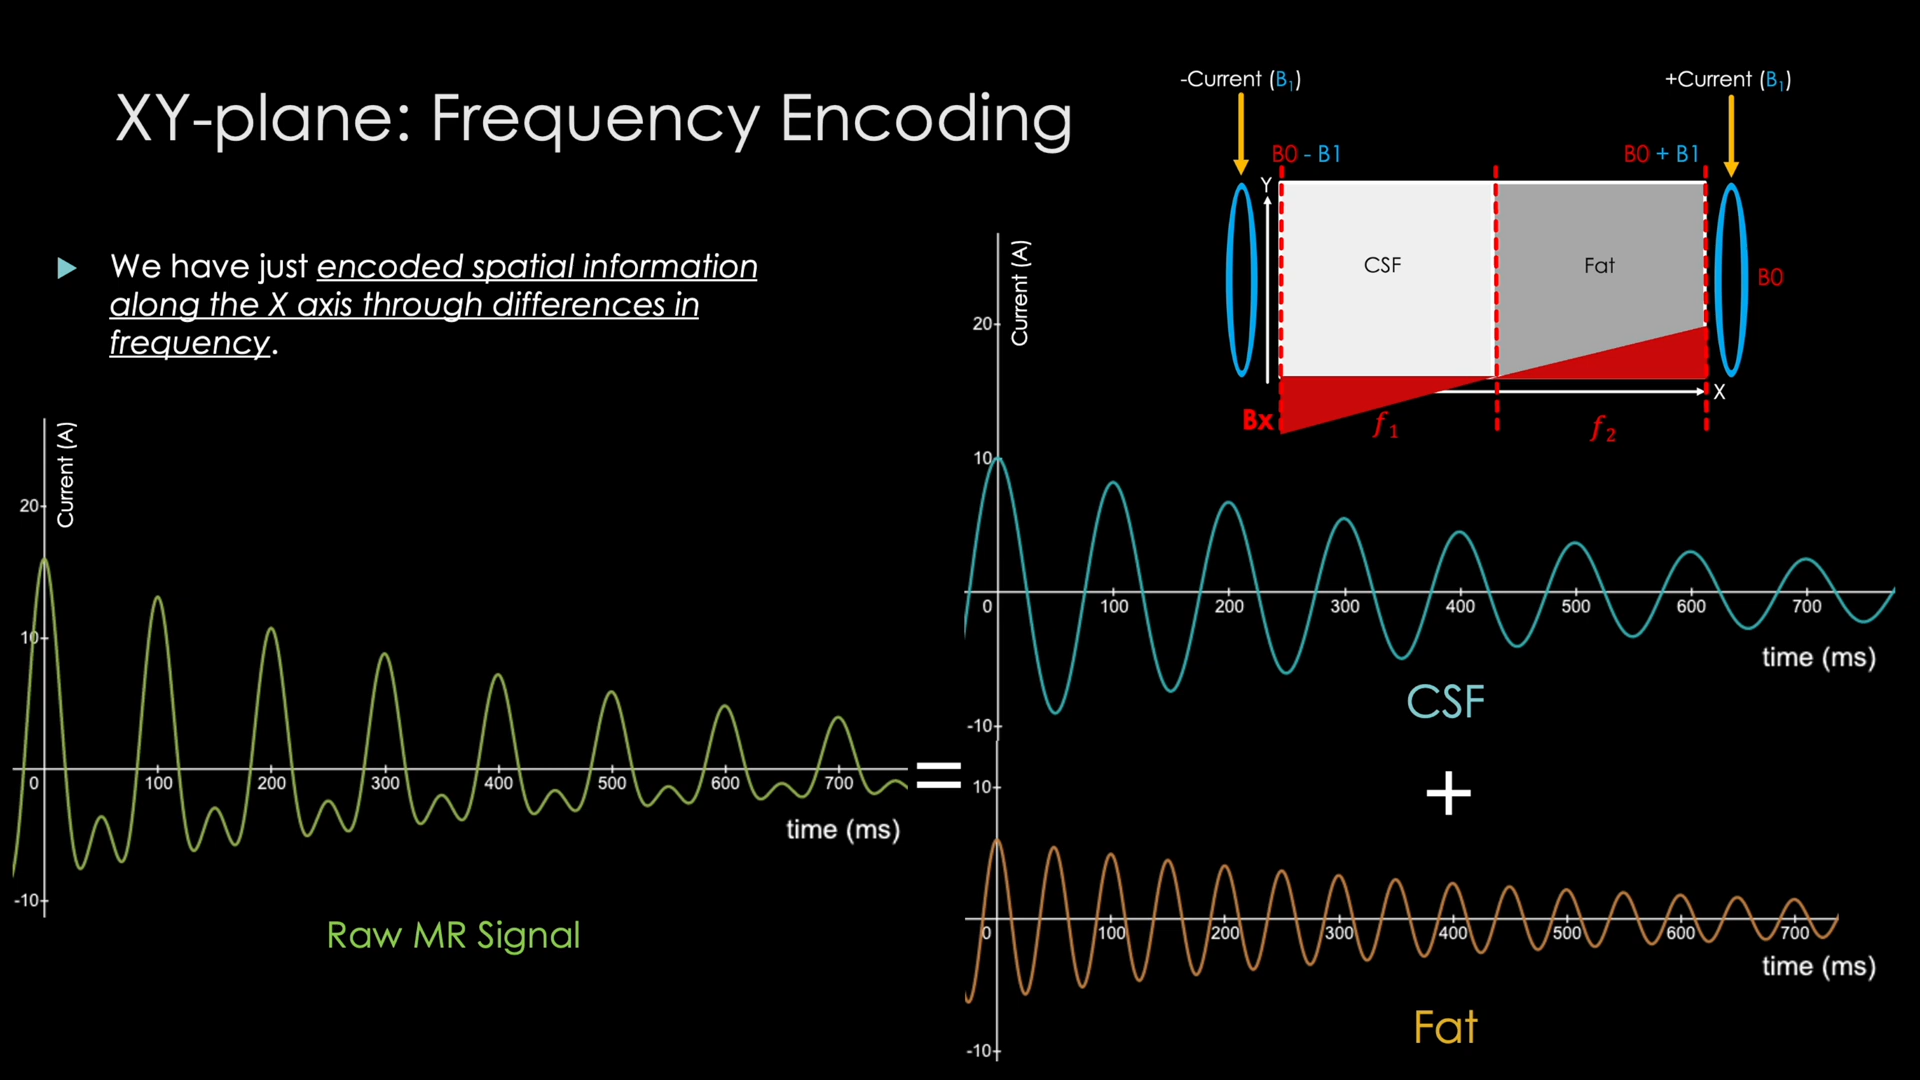 XY-plane: Frequency Encoding
We have just encoded spatial information
along the X axis through differences in
frequency.
-Current (B₁)
+Current (B₁)
B0 - B1
B0 + B1
Y
CSF
Fat
B0
X
Bx
f₁
f₂
Current (A)
20
10
0
100
200
300
400
500
600
700
-10
time (ms)
Raw MR Signal
=
Current (A)
20
10
0
100
200
300
400
500
600
700
-10
time (ms)
CSF
+
10
0
100
200
300
400
500
600
700
-10
time (ms)
Fat